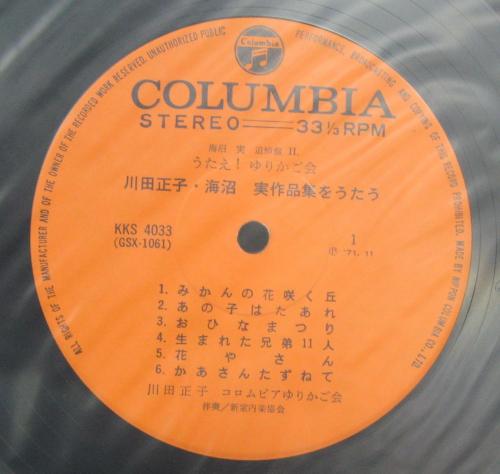 ALL RIGHTS OF THE MANUFACTURER AND OF THE OWNER OF THE RECORDED WORK RESERVED. UNAUTHORIZED PUBLIC PERFORMANCE, BROADCASTING AND COPYING OF THIS RECORD PROHIBITED. MADE BY NIPPON COLUMBIA CO., LTD.
Columbia
COLUMBIA
STEREO 33⅓ RPM
海沼 実 追悼盤 II.
うたえ! ゆりかご会
川田正子・海沼 実作品集をうたう
KKS 4033
(GSX-1061)
1
Ⓟ '71.11
1. みかんの花咲く丘
2. あの子はたあれ
3. おひなまつり
4. 生まれた兄弟11人
5. 花やさん
6. かあさんたずねて
川田正子 コロムビアゆりかご会
伴奏/新室内楽協会